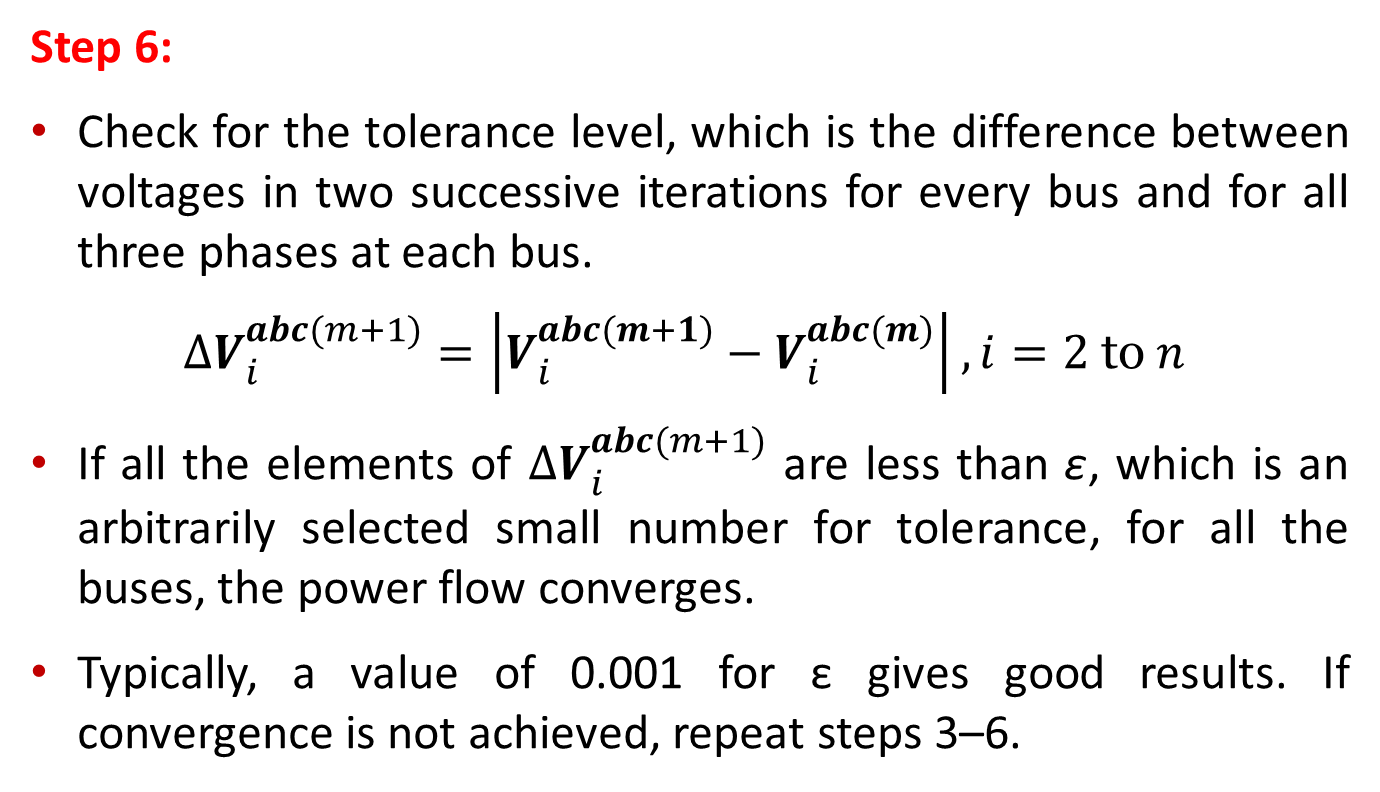 Step 6:
• Check for the tolerance level, which is the difference between
voltages in two successive iterations for every bus and for all
three phases at each bus.
Δ𝑽ᵢ^{𝒂𝒃𝒄(𝑚+1)} = |𝑽ᵢ^{𝒂𝒃𝒄(𝒎+𝟏)} − 𝑽ᵢ^{𝒂𝒃𝒄(𝒎)}| , 𝑖 = 2 to 𝑛
• If all the elements of Δ𝑽ᵢ^{𝒂𝒃𝒄(𝑚+1)} are less than ε, which is an
arbitrarily selected small number for tolerance, for all the
buses, the power flow converges.
• Typically, a value of 0.001 for ε gives good results. If
convergence is not achieved, repeat steps 3–6.